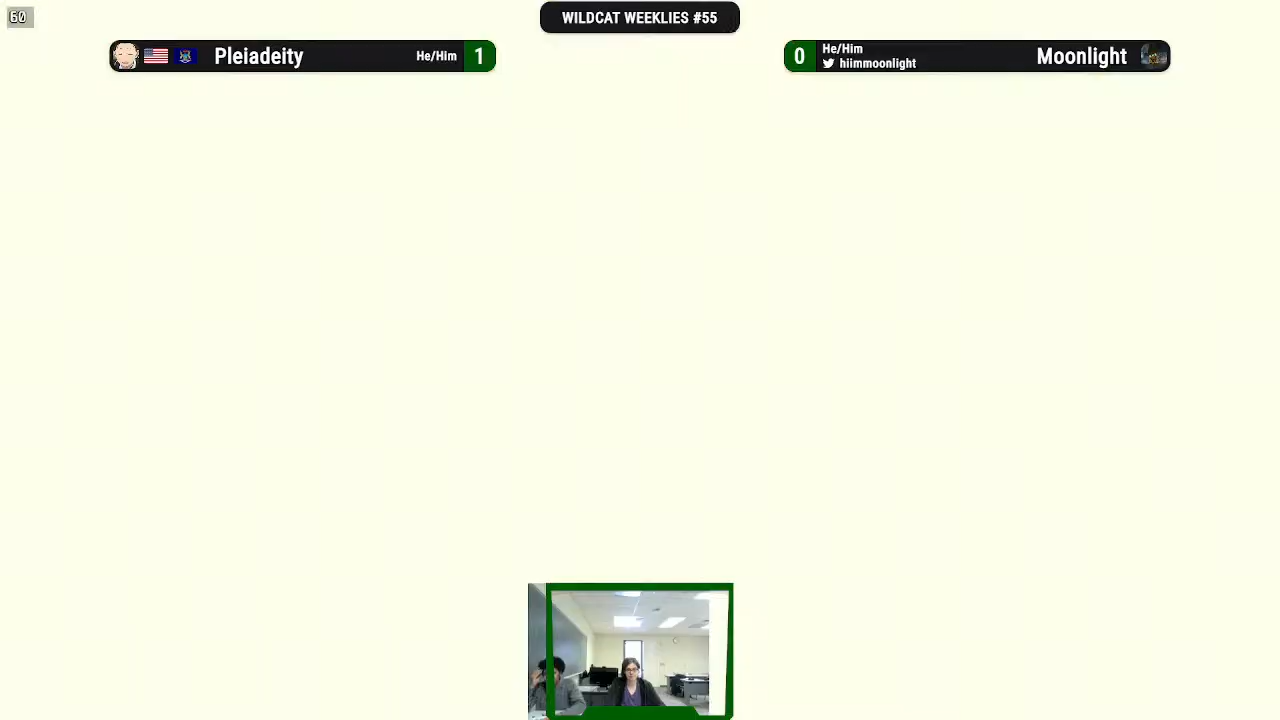 60
WILDCAT WEEKLIES #55
Pleiadeity
He/Him
1
0
He/Him
hiimmoonlight
Moonlight